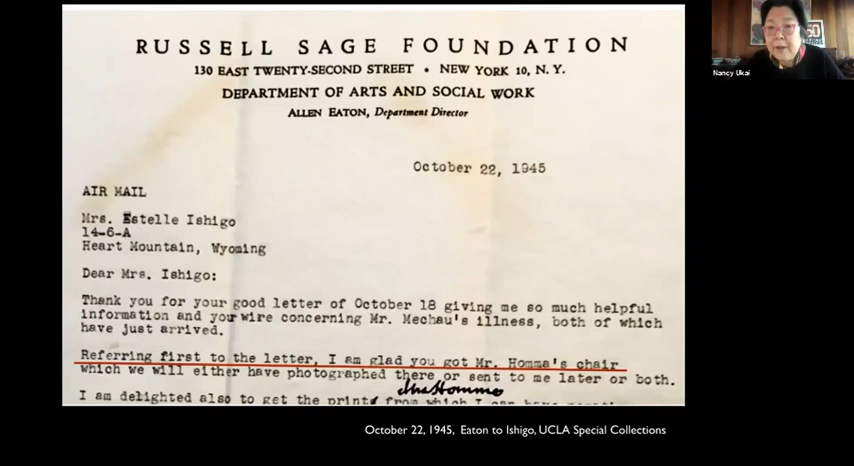 RUSSELL SAGE FOUNDATION
130 EAST TWENTY-SECOND STREET • NEW YORK 10, N. Y.
DEPARTMENT OF ARTS AND SOCIAL WORK
ALLEN EATON, Department Director
October 22, 1945
AIR MAIL
Mrs. Estelle Ishigo
14-6-A
Heart Mountain, Wyoming
Dear Mrs. Ishigo:
Thank you for your good letter of October 18 giving me so much helpful
information and your wire concerning Mr. Mechau's illness, both of which
have just arrived.
Referring first to the letter, I am glad you got Mr. Homma's chair
which we will either have photographed there or sent to me later or both.
I am delighted also to get the prints from which I can have
October 22, 1945, Eaton to Ishigo, UCLA Special Collections
Nancy Ukai
50